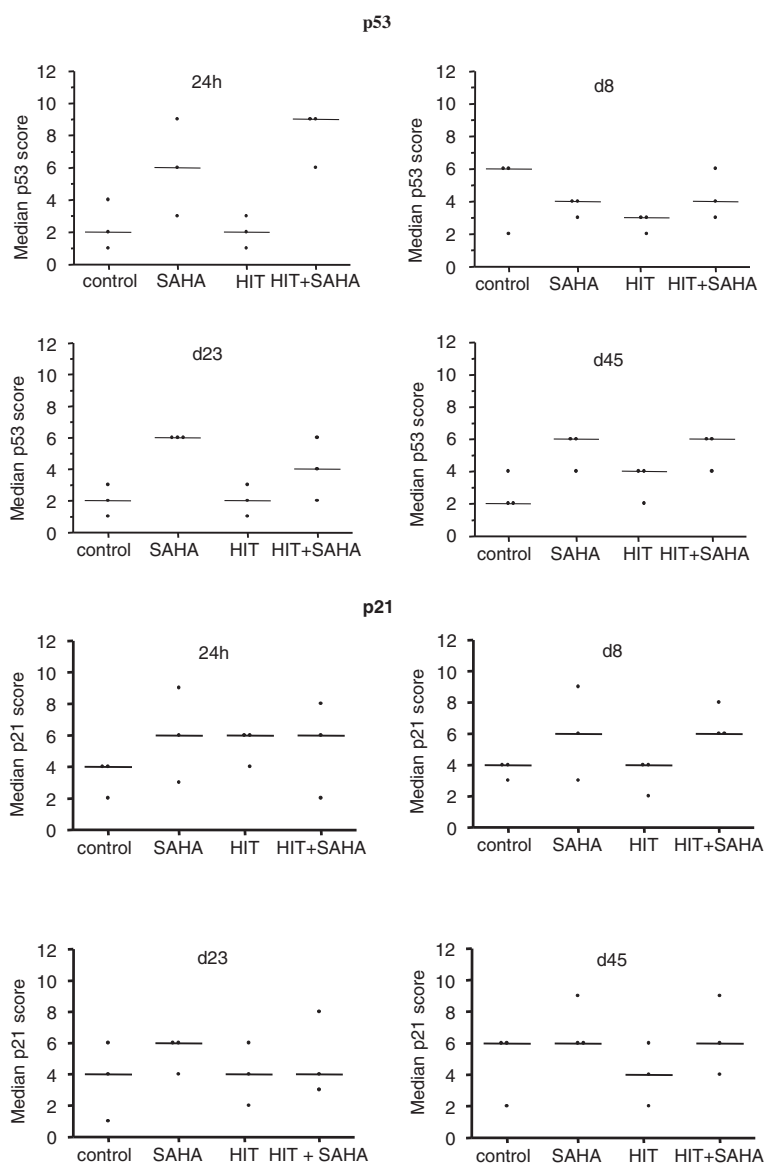 p53
24h
Median p53 score
12
10
8
6
4
2
0
control SAHA HIT HIT+SAHA
d8
Median p53 score
12
10
8
6
4
2
0
control SAHA HIT HIT+SAHA
d23
Median p53 score
12
10
8
6
4
2
0
control SAHA HIT HIT+SAHA
d45
Median p53 score
12
10
8
6
4
2
0
control SAHA HIT HIT+SAHA
p21
24h
Median p21 score
12
10
8
6
4
2
0
control SAHA HIT HIT+SAHA
d8
Median p21 score
12
10
8
6
4
2
0
control SAHA HIT HIT+SAHA
d23
Median p21 score
12
10
8
6
4
2
0
control SAHA HIT HIT + SAHA
d45
Median p21 score
12
10
8
6
4
2
0
control SAHA HIT HIT+SAHA